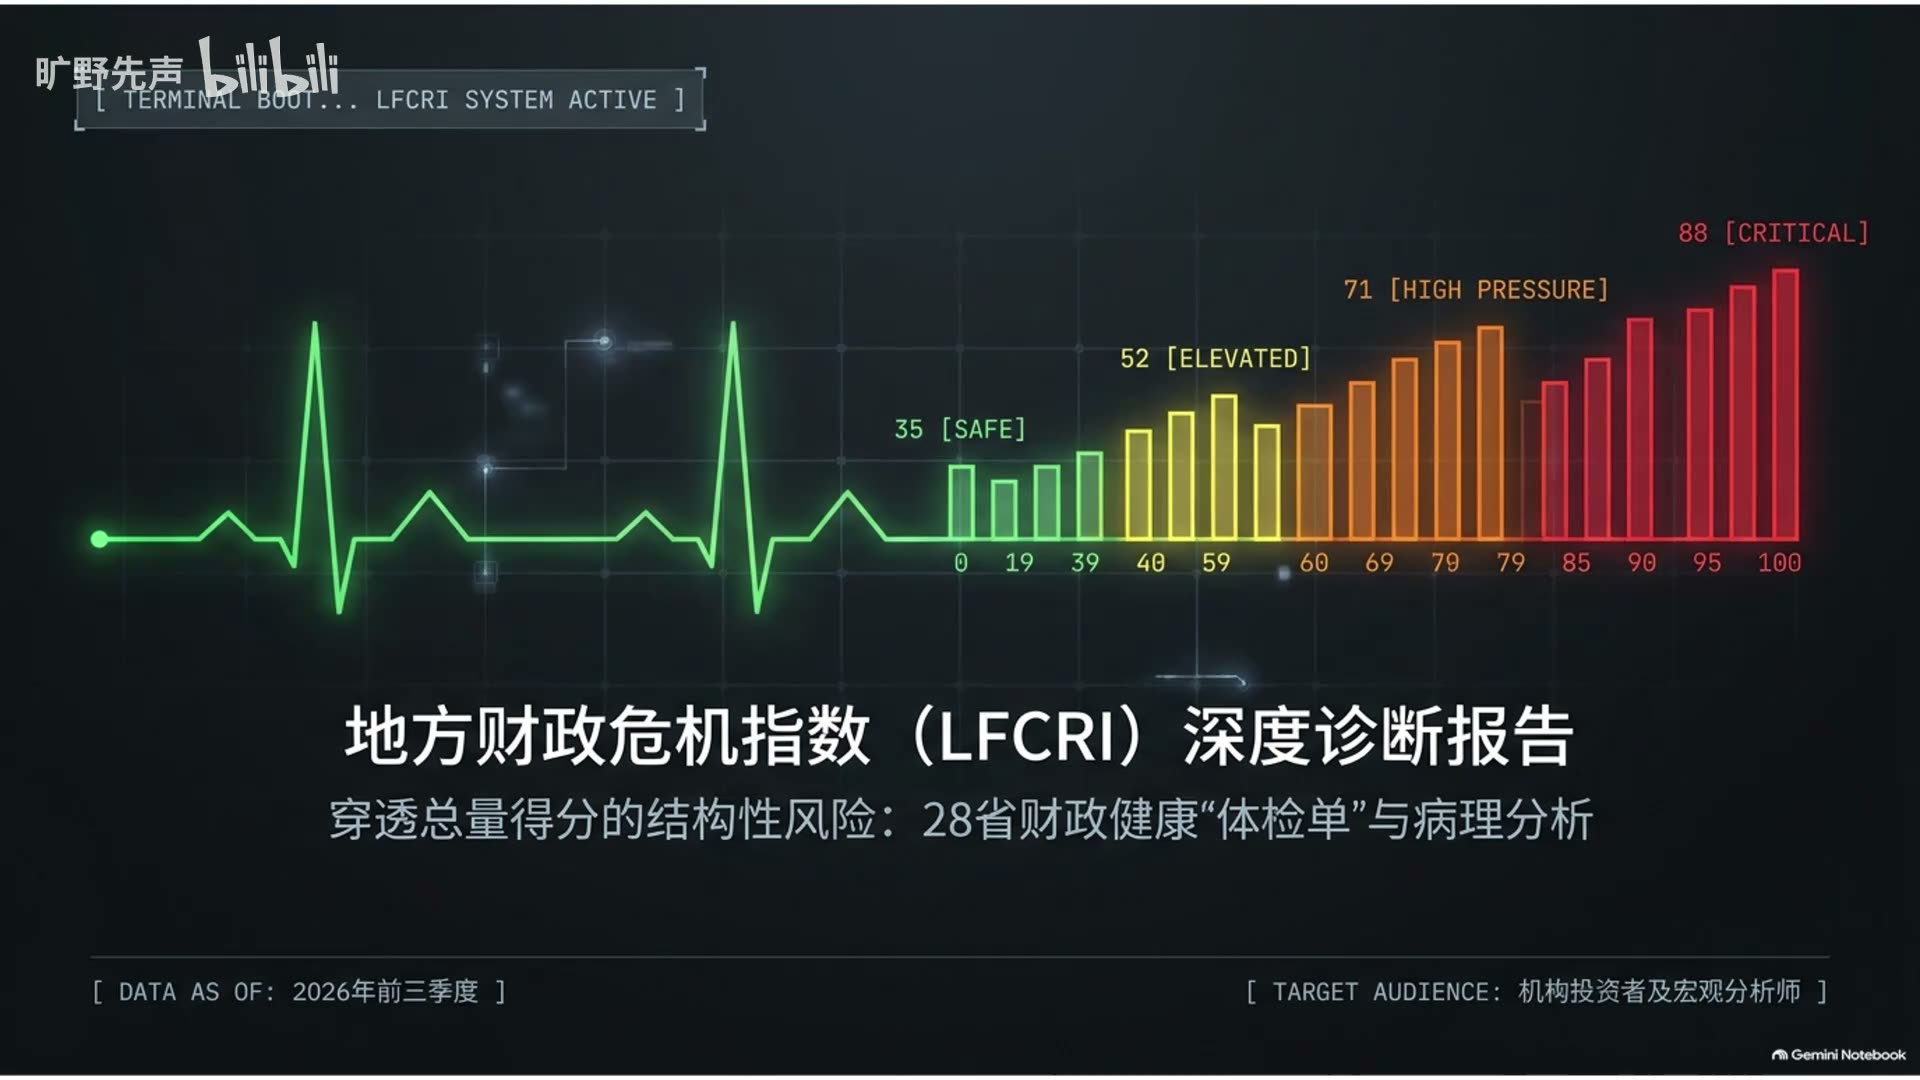 旷野先声 bilibili
[ TERMINAL BOOT... LFCRI SYSTEM ACTIVE ]
88 [CRITICAL]
71 [HIGH PRESSURE]
52 [ELEVATED]
35 [SAFE]
0 19 39 40 59 60 69 79 79 85 90 95 100
地方财政危机指数（LFCRI）深度诊断报告
穿透总量得分的结构性风险：28省财政健康“体检单”与病理分析
[ DATA AS OF: 2026年前三季度 ]
[ TARGET AUDIENCE: 机构投资者及宏观分析师 ]
Gemini Notebook